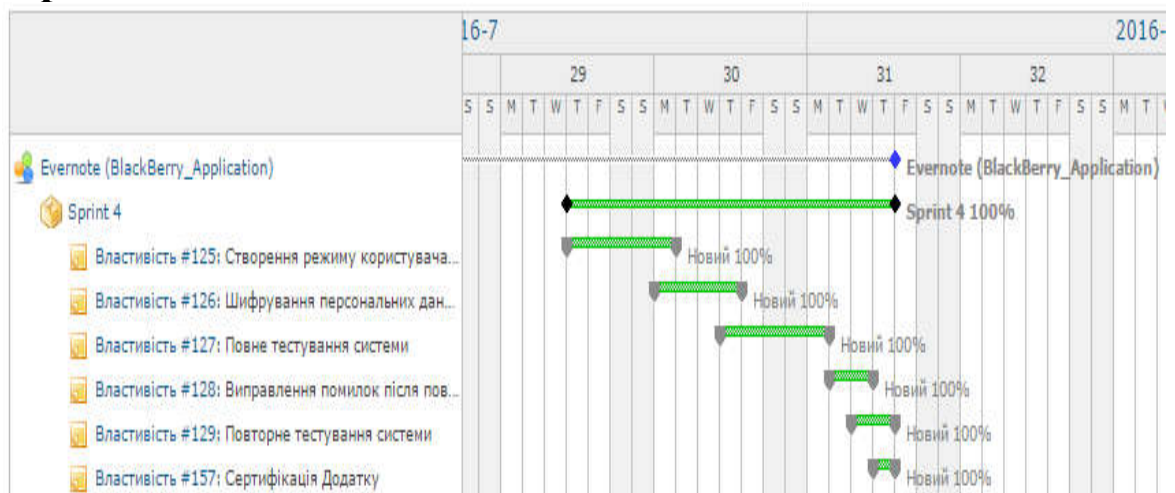 16-7 2016-
29 30 31 32
S S M T W T F S S M T W T F S S M T W T F S S M T W T F S S M T
Evernote (BlackBerry_Application) Evernote (BlackBerry_Application)
Sprint 4 Sprint 4 100%
Властивість #125: Створення режиму користувача... Новий 100%
Властивість #126: Шифрування персональних дан... Новий 100%
Властивість #127: Повне тестування системи Новий 100%
Властивість #128: Виправлення помилок після пов... Новий 100%
Властивість #129: Повторне тестування системи Новий 100%
Властивість #157: Сертифікація Додатку Новий 100%